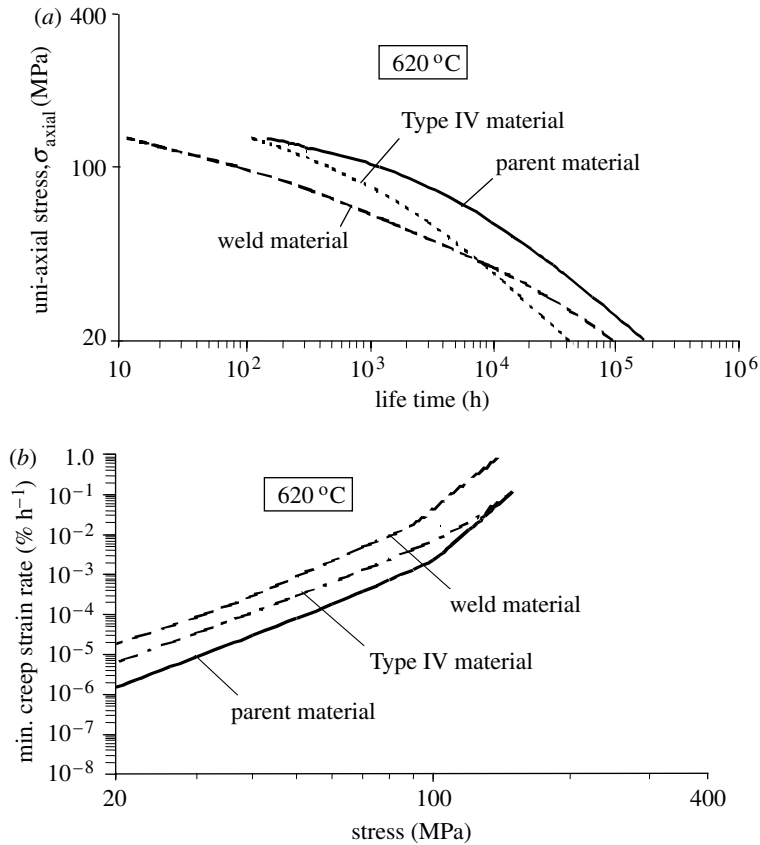 (a)
400
100
20
uni-axial stress, σaxial (MPa)
620 °C
Type IV material
parent material
weld material
10 10² 10³ 10⁴ 10⁵ 10⁶
life time (h)
(b)
1.0
10⁻¹
10⁻²
10⁻³
10⁻⁴
10⁻⁵
10⁻⁶
10⁻⁷
10⁻⁸
min. creep strain rate (% h⁻¹)
620 °C
weld material
Type IV material
parent material
20 100 400
stress (MPa)